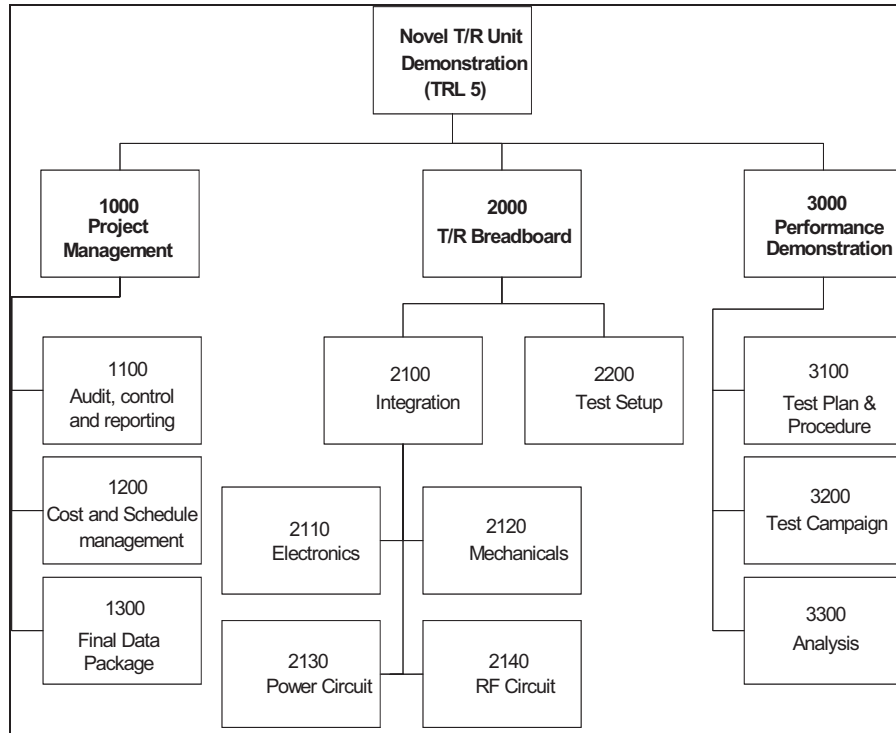 Novel T/R Unit
Demonstration
(TRL 5)
1000
Project
Management
2000
T/R Breadboard
3000
Performance
Demonstration
1100
Audit, control
and reporting
2100
Integration
2200
Test Setup
3100
Test Plan &
Procedure
1200
Cost and Schedule
management
2110
Electronics
2120
Mechanicals
3200
Test Campaign
1300
Final Data
Package
2130
Power Circuit
2140
RF Circuit
3300
Analysis